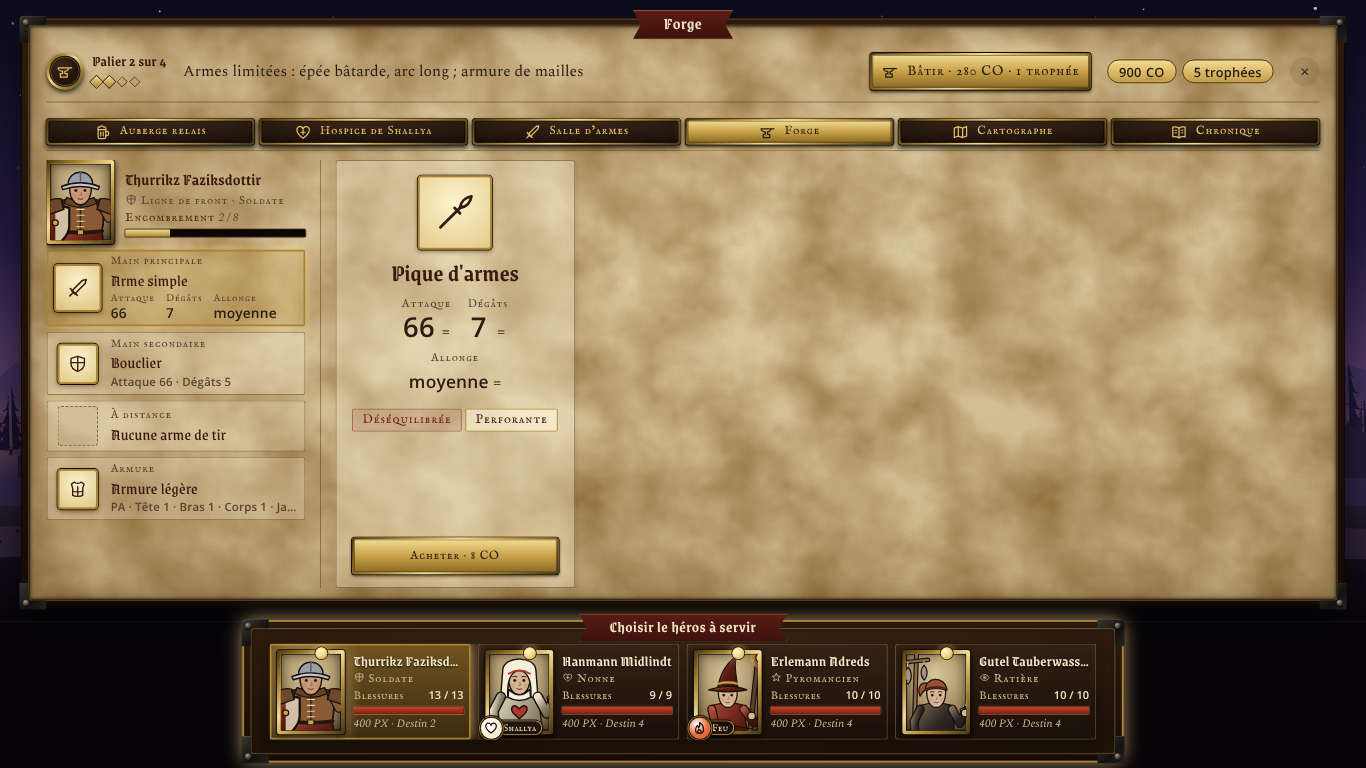 Forge
Palier 2 sur 4
Armes limitées : épée bâtarde, arc long ; armure de mailles
Bâtir · 280 CO · 1 trophée
900 CO
5 trophées
×
Auberge relais
Hospice de Shallya
Salle d'armes
Forge
Cartographe
Chronique
Thurrikz Faziksdottir
Ligne de front · Soldate
Encombrement 2/8
Main principale
Arme simple
Attaque Dégâts Allonge
66 7 moyenne
Main secondaire
Bouclier
Attaque 66 · Dégâts 5
À distance
Aucune arme de tir
Armure
Armure légère
PA · Tête 1 · Bras 1 · Corps 1 · Ja...
Pique d'armes
Attaque Dégâts
66 = 7 =
Allonge
moyenne =
Déséquilibrée Perforante
Acheter · 8 CO
Choisir le héros à servir
Thurrikz Faziksd...
Soldate
Blessures 13 / 13
400 PX · Destin 2
Hanmann Midlindt
Nonne
Blessures 9 / 9
400 PX · Destin 4
Shallya
Erlemann Adreds
Pyromancien
Blessures 10 / 10
400 PX · Destin 4
Feu
Gutel Tauberwass...
Ratière
Blessures 10 / 10
400 PX · Destin 4